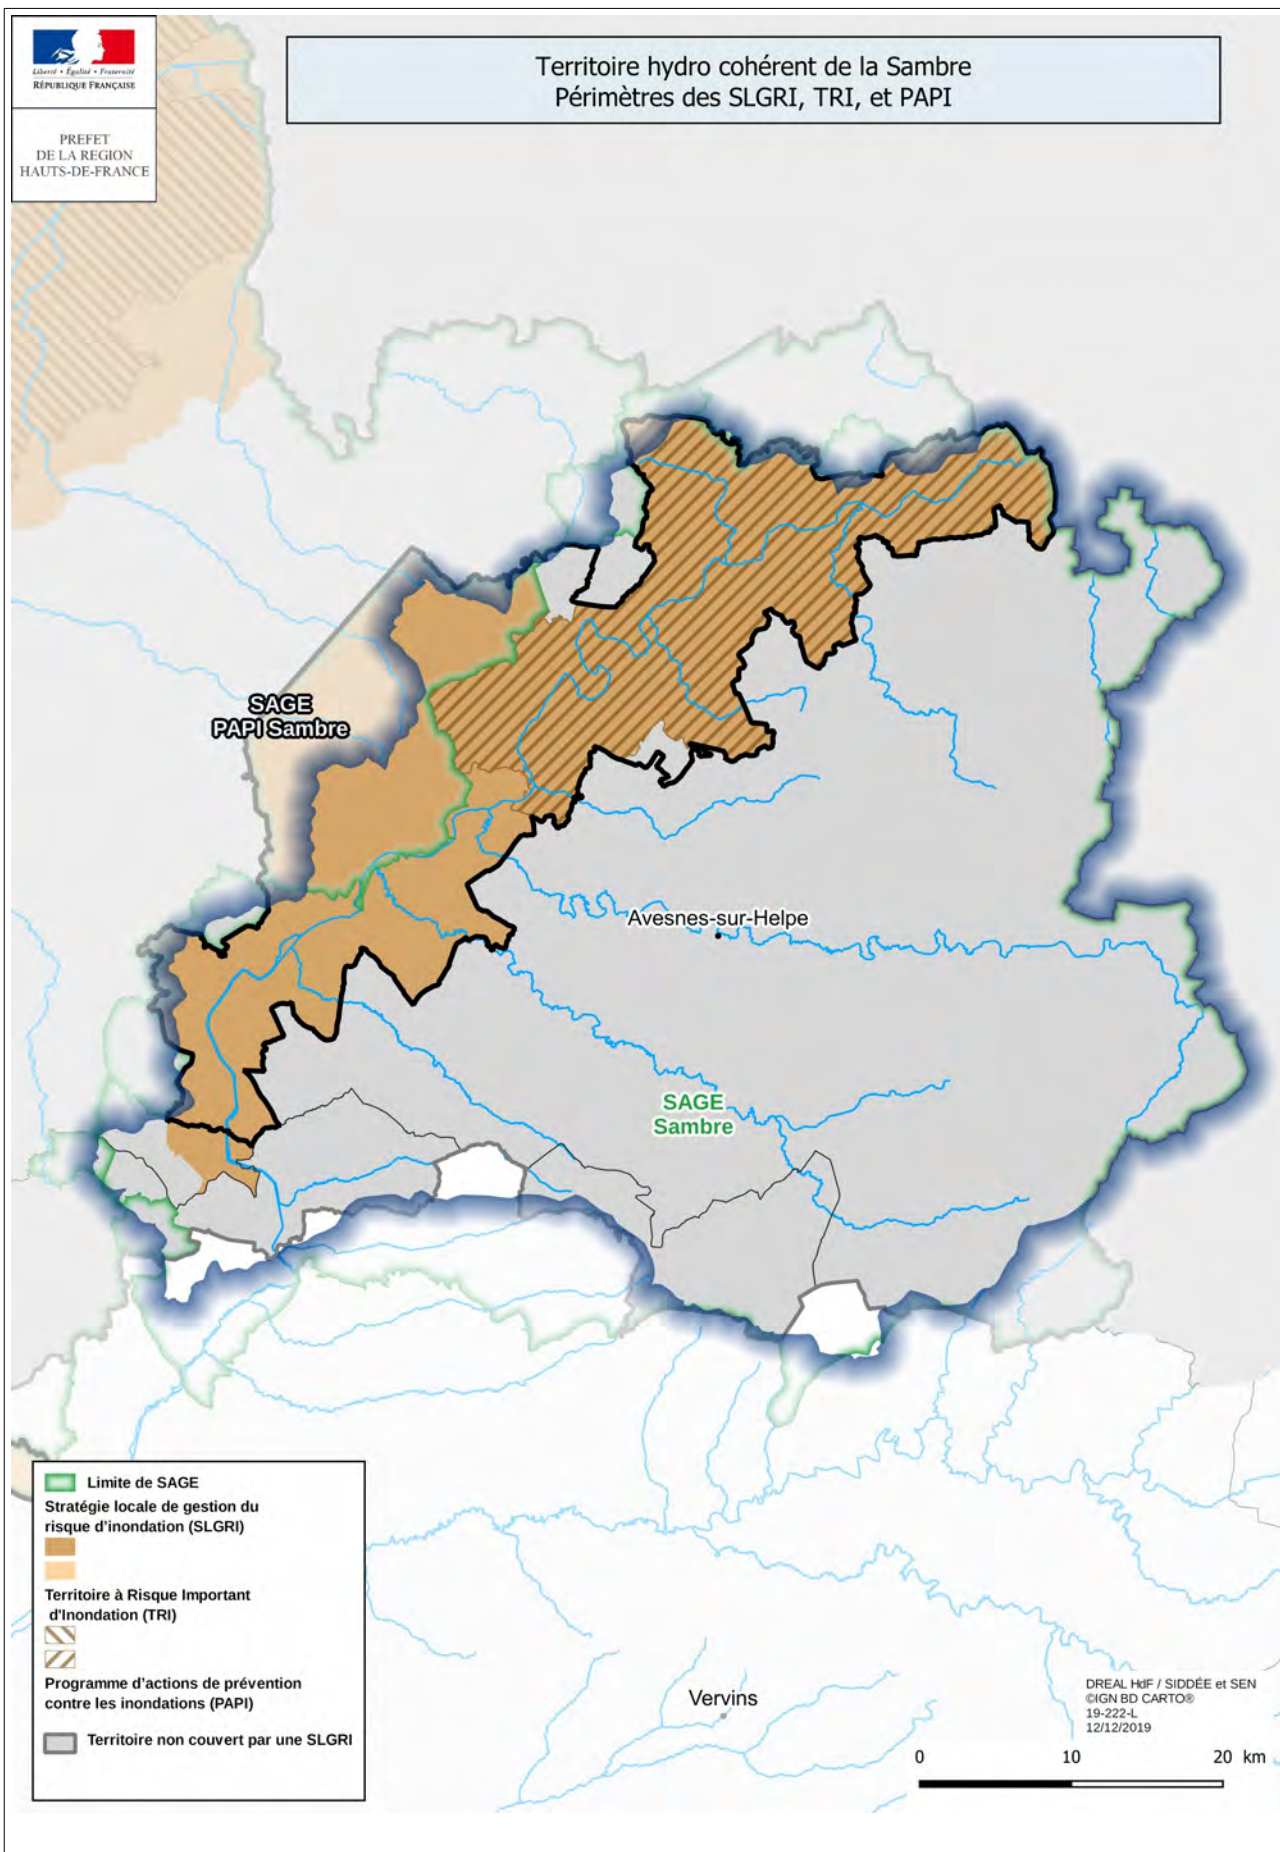 Liberté • Égalité • Fraternité
RÉPUBLIQUE FRANÇAISE
PREFET
DE LA REGION
HAUTS-DE-FRANCE
Territoire hydro cohérent de la Sambre
Périmètres des SLGRI, TRI, et PAPI
SAGE
PAPI Sambre
Avesnes-sur-Helpe
SAGE
Sambre
Limite de SAGE
Stratégie locale de gestion du
risque d'inondation (SLGRI)
Territoire à Risque Important
d'Inondation (TRI)
Programme d'actions de prévention
contre les inondations (PAPI)
Territoire non couvert par une SLGRI
Vervins
DREAL HdF / SIDDÉE et SEN
©IGN BD CARTO®
19-222-L
12/12/2019
0 10 20 km